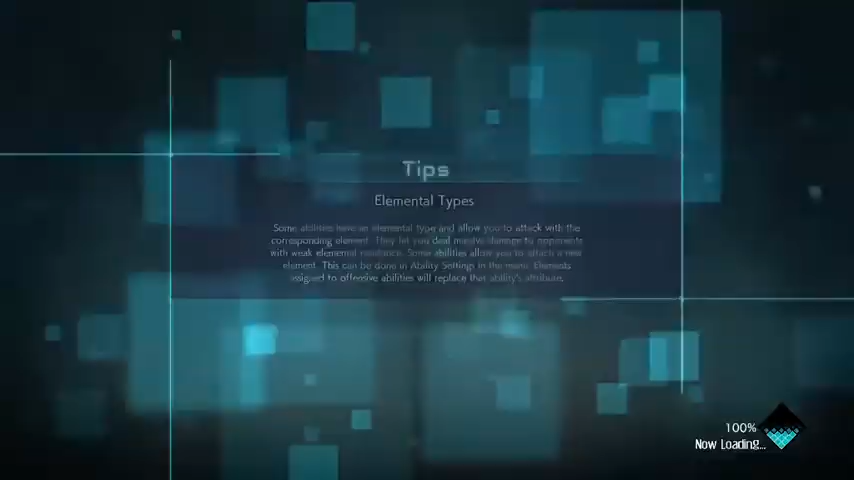 Tips
Elemental Types
Some abilities have an elemental type and allow you to attack with the
corresponding element. They let you deal massive damage to opponents
with weak elemental resistance. Some abilities allow you to attach a new
element. This can be done in Ability Settings in the menu. Elements
assigned to offensive abilities will replace that ability's attribute.
100%
Now Loading...